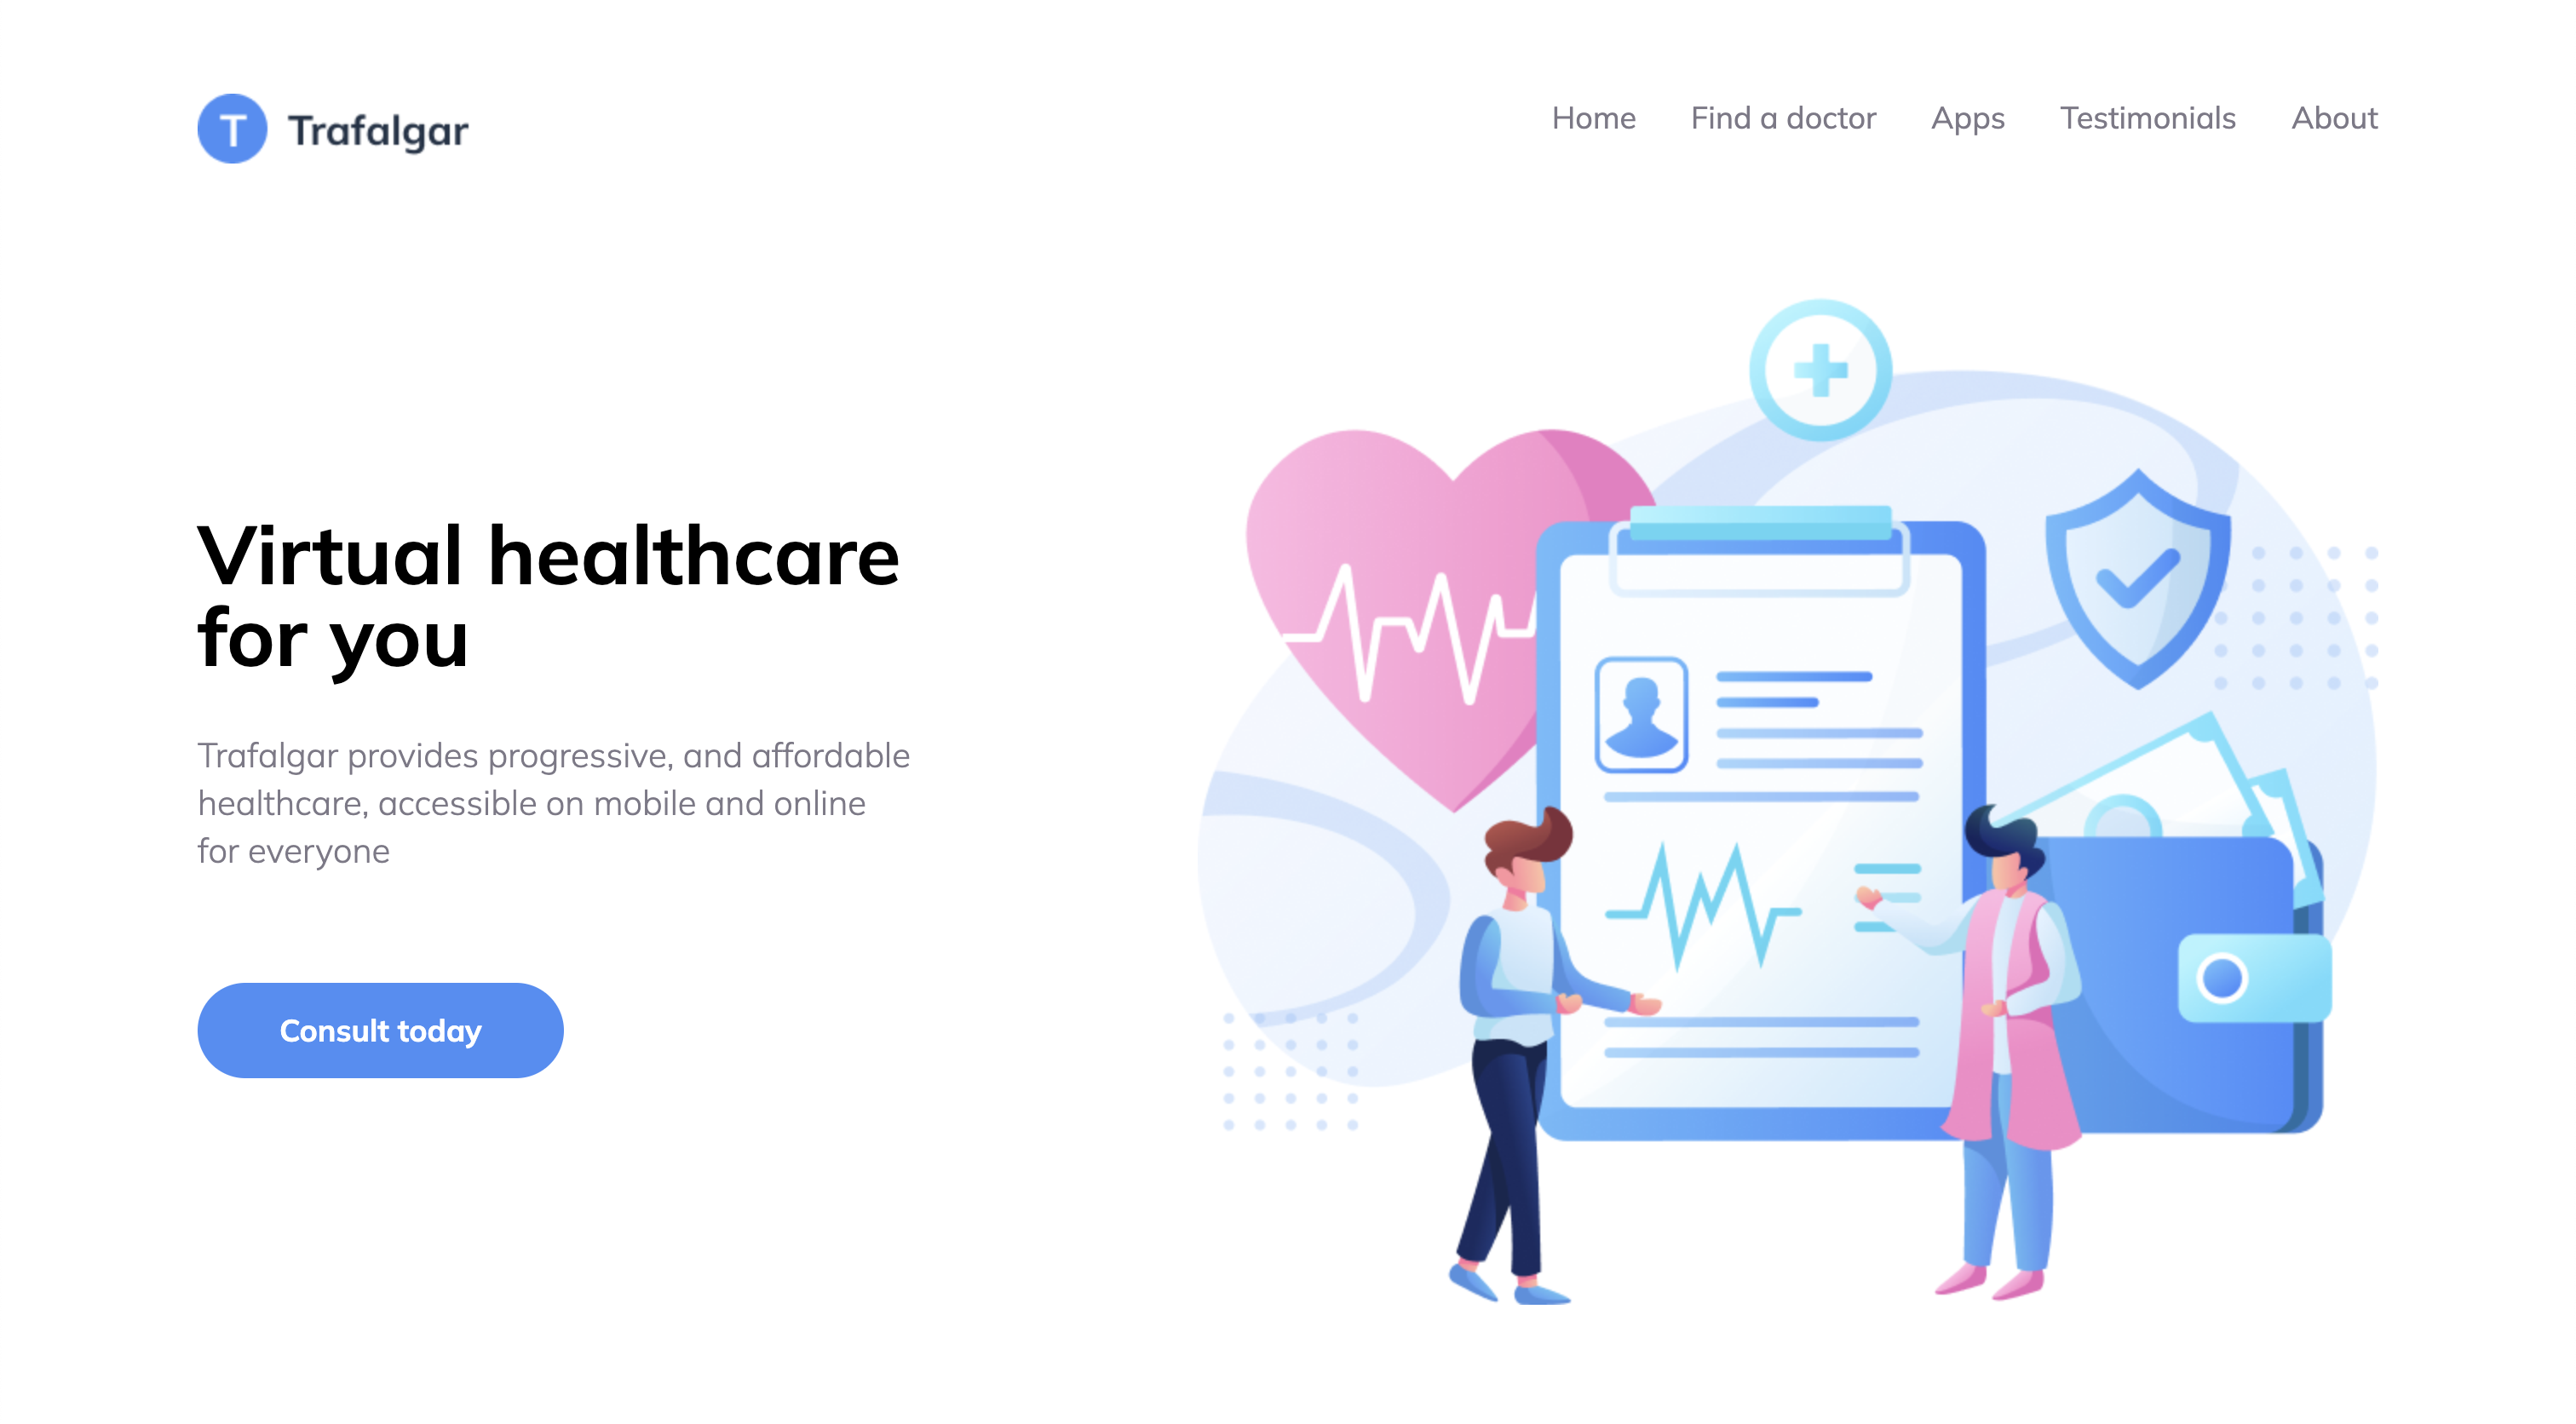 T Trafalgar
Home Find a doctor Apps Testimonials About
Virtual healthcare
for you
Trafalgar provides progressive, and affordable
healthcare, accessible on mobile and online
for everyone
Consult today